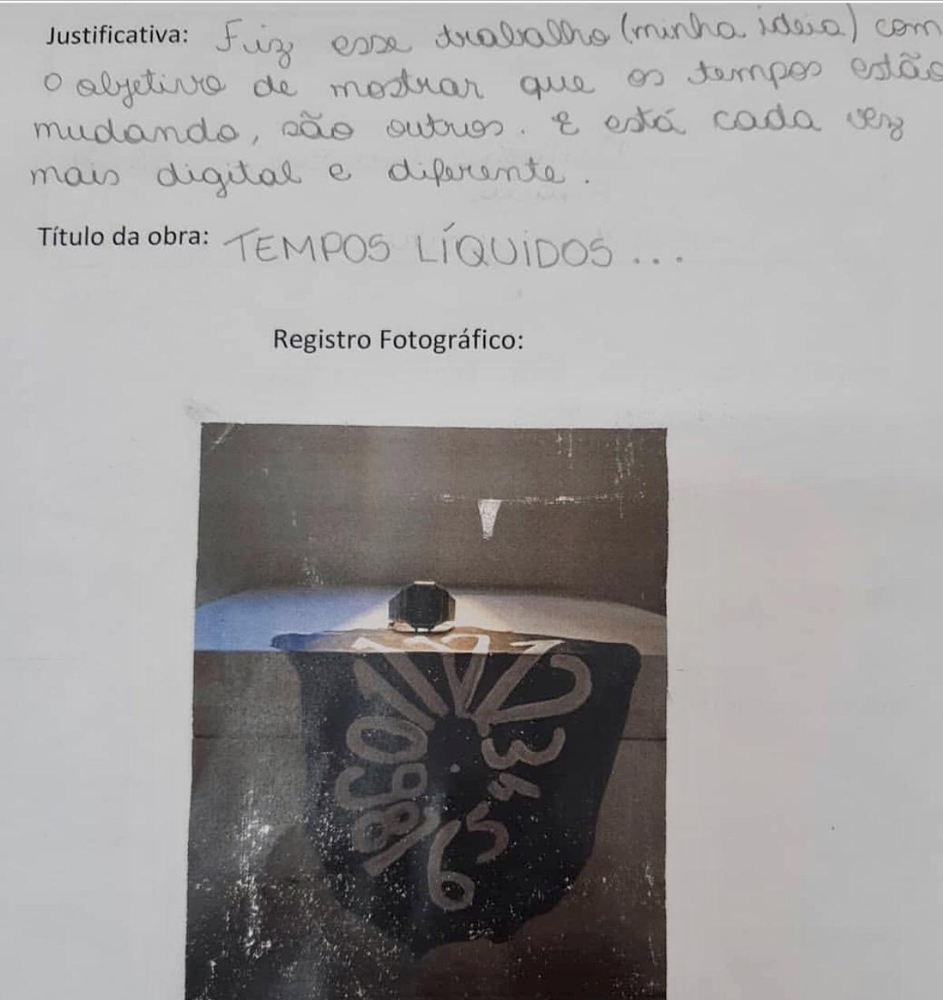 Justificativa: Fiz esse trabalho (minha ideia) com
o objetivo de mostrar que os tempos estão
mudando, são outros. E está cada vez
mais digital e diferente.
Título da obra: TEMPOS LÍQUIDOS...
Registro Fotográfico:
11 12 1
10 2
9 3
8 4
7 6 5